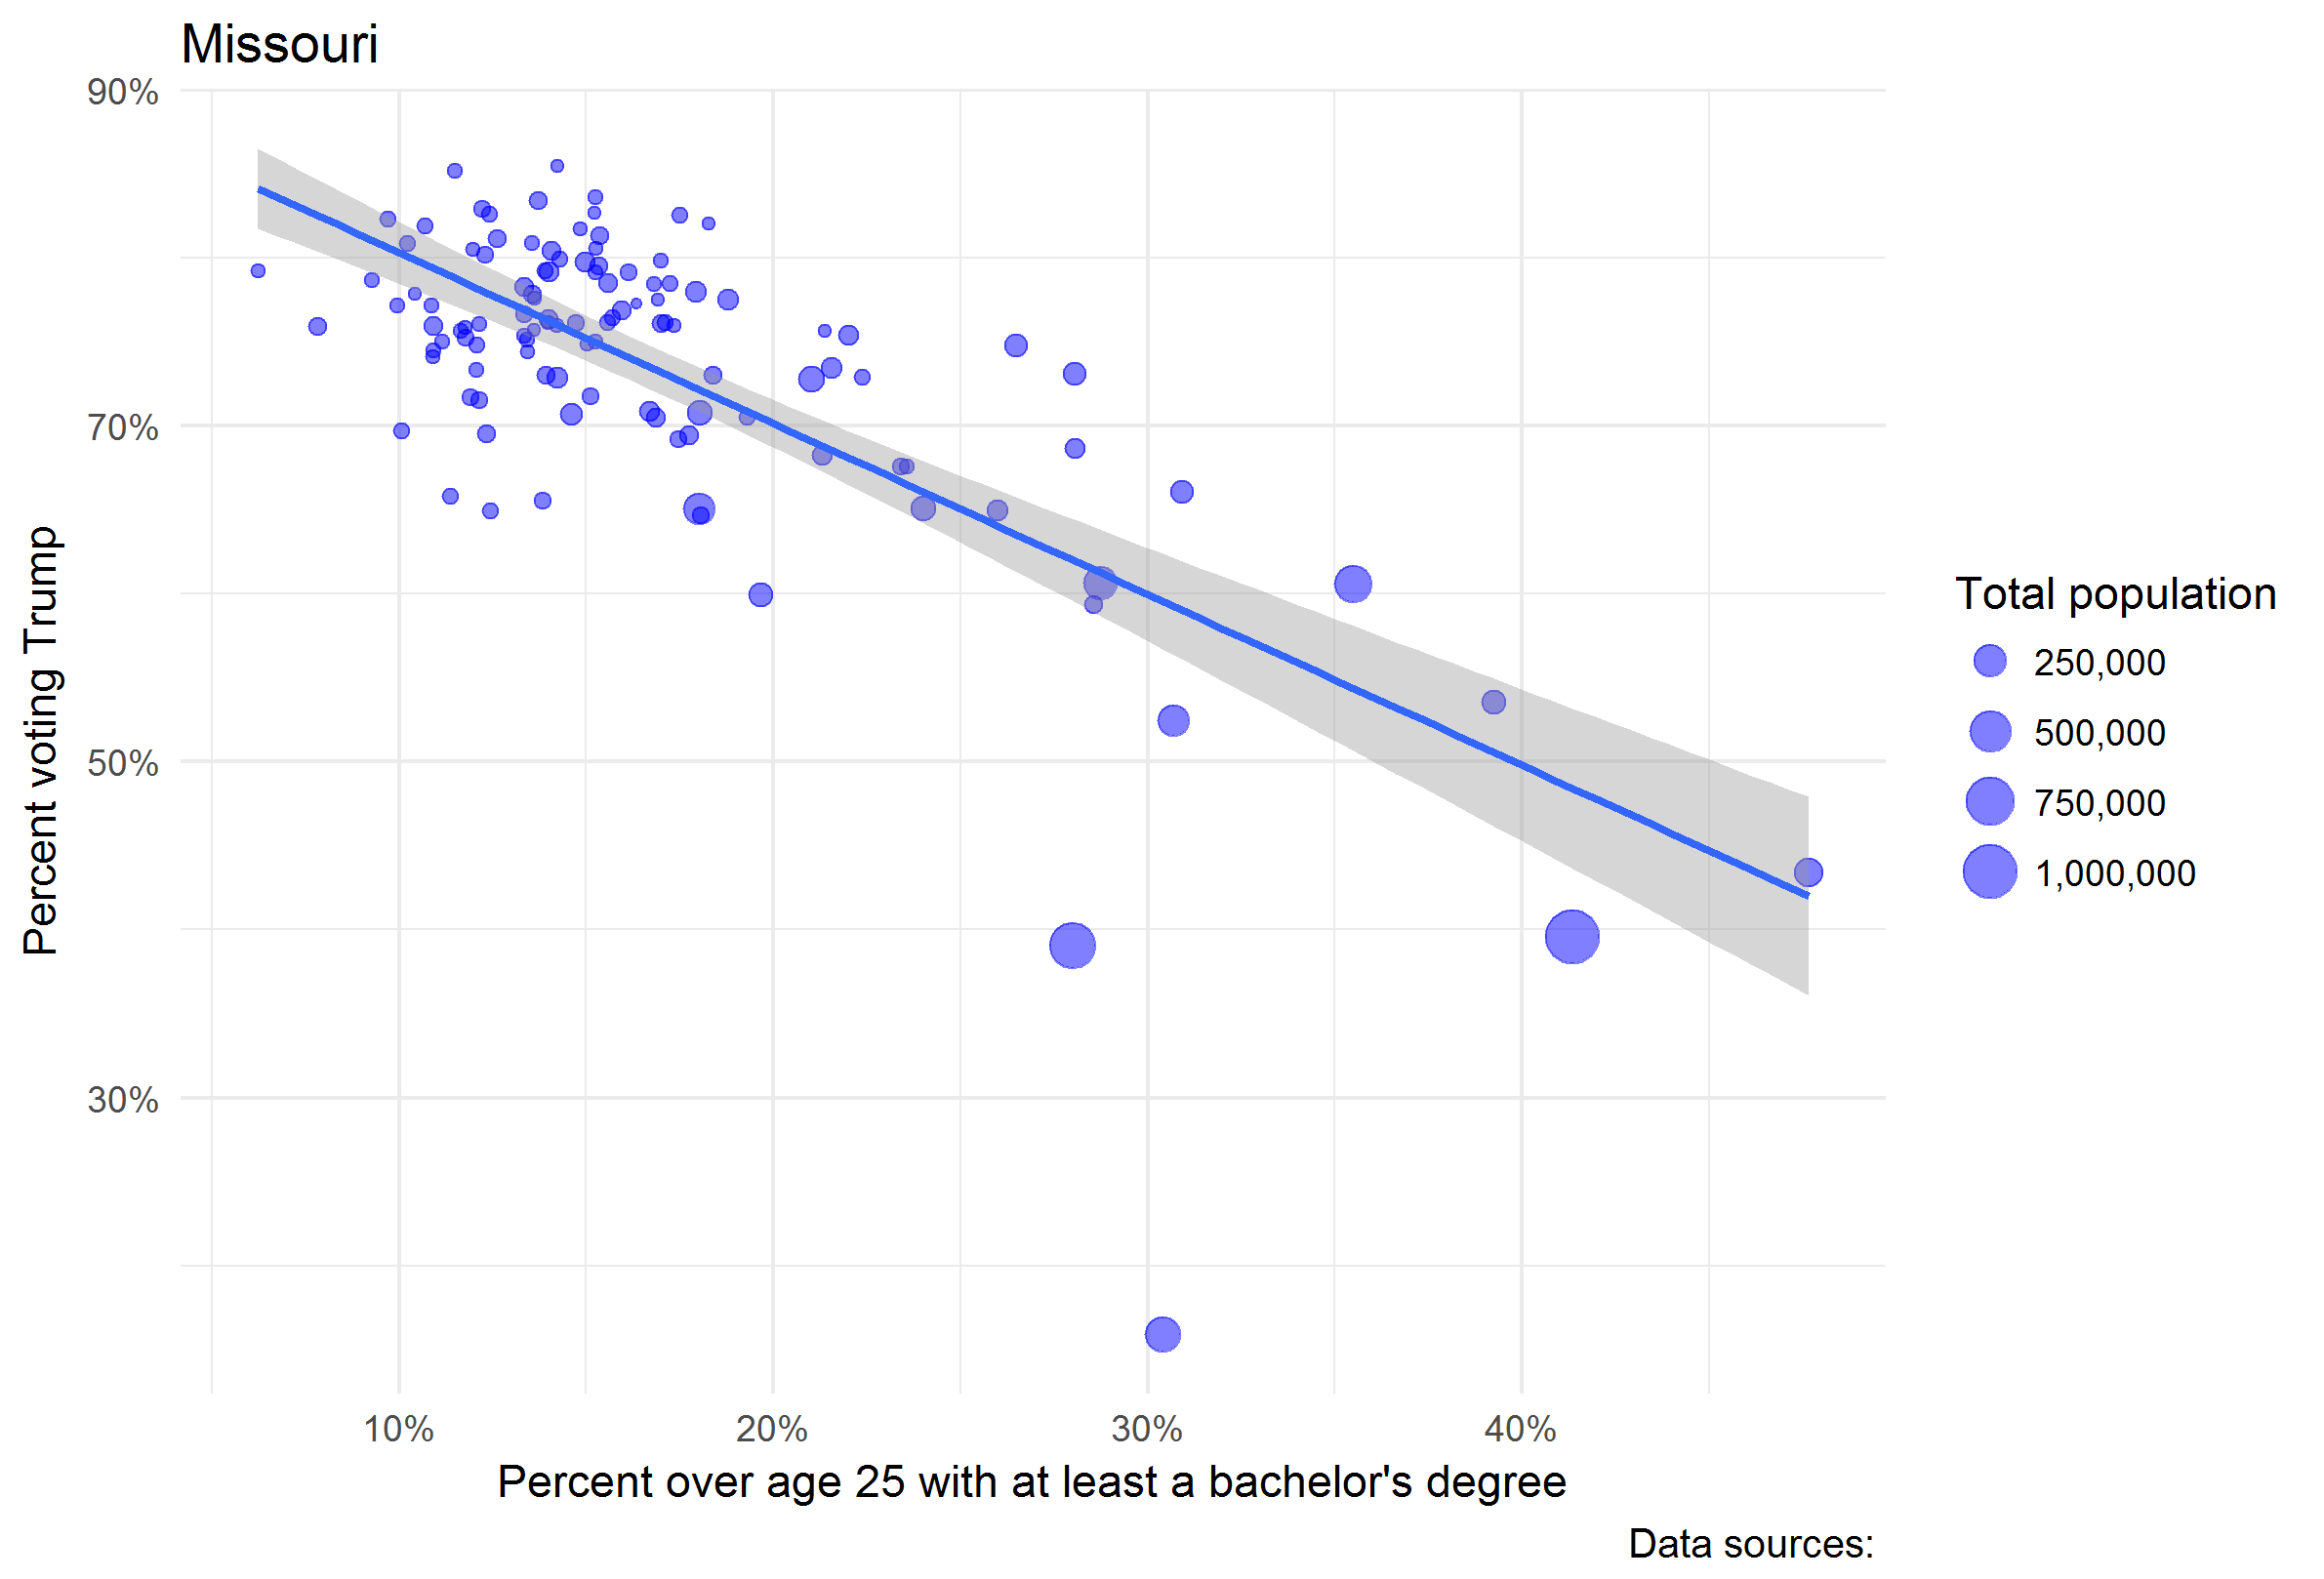 Missouri
90%
70%
50%
30%
Percent voting Trump
10%
20%
30%
40%
Percent over age 25 with at least a bachelor's degree
Total population
250,000
500,000
750,000
1,000,000
Data sources: